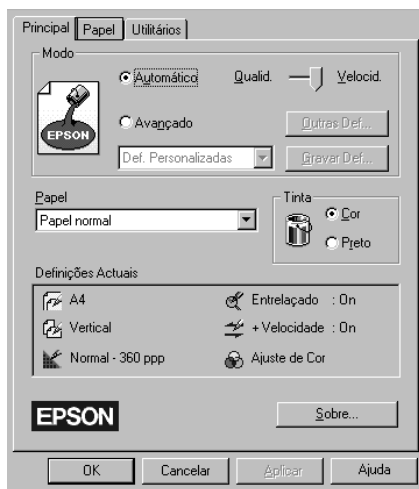 Principal Papel Utilitários
Modo
Automático Qualid. Velocid.
EPSON
Avançado Outras Def...
Def. Personalizadas Gravar Def...
Papel
Papel normal
Tinta
Cor
Preto
Definições Actuais
A4 Entrelaçado : On
Vertical + Velocidade : On
Normal - 360 ppp Ajuste de Cor
EPSON Sobre...
OK Cancelar Aplicar Ajuda